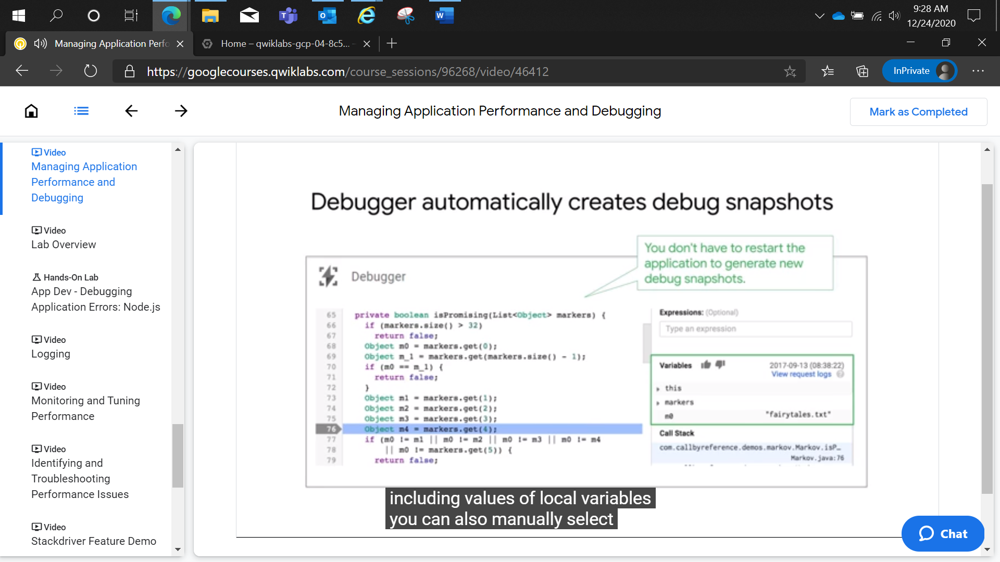 9:28 AM
12/24/2020
Managing Application Perfo
Home – qwiklabs-gcp-04-8c5...
https://googlecourses.qwiklabs.com/course_sessions/96268/video/46412
InPrivate
Managing Application Performance and Debugging
Mark as Completed
Video
Managing Application
Performance and
Debugging
Video
Lab Overview
Hands-On Lab
App Dev - Debugging
Application Errors: Node.js
Video
Logging
Video
Monitoring and Tuning
Performance
Video
Identifying and
Troubleshooting
Performance Issues
Video
Stackdriver Feature Demo
Debugger automatically creates debug snapshots
You don't have to restart the
application to generate new
debug snapshots.
Debugger
65 private boolean isPromising(List<Object> markers) {
66 if (markers.size() > 32)
67 return false;
68 Object m0 = markers.get(0);
69 Object m_1 = markers.get(markers.size() - 1);
70 if (m0 == m_1) {
71 return false;
72 }
73 Object m1 = markers.get(1);
74 Object m2 = markers.get(2);
75 Object m3 = markers.get(3);
76 Object m4 = markers.get(4);
77 if (m0 != m1 || m0 != m2 || m0 != m3 || m0 != m4
78 || m0 != markers.get(5)) {
79 return false;
Expressions: (Optional)
Type an expression
Variables 2017-09-13 (08:38:22)
View request logs
this
markers
m0 "fairytales.txt"
Call Stack
com.callbyreference.demos.markov.Markov.isP...
Markov.java:76
including values of local variables
you can also manually select
Chat